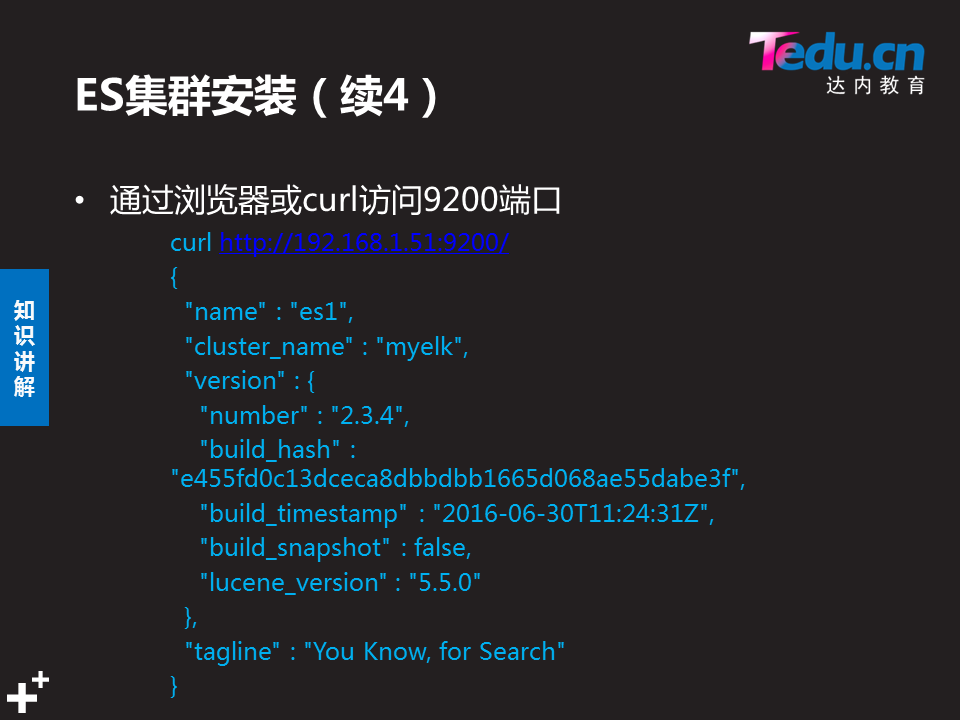 Tedu.cn
达内教育
ES集群安装（续4）
• 通过浏览器或curl访问9200端口
curl http://192.168.1.51:9200/
{
"name" : "es1",
"cluster_name" : "myelk",
"version" : {
"number" : "2.3.4",
"build_hash" :
"e455fd0c13dceca8dbbdbb1665d068ae55dabe3f",
"build_timestamp" : "2016-06-30T11:24:31Z",
"build_snapshot" : false,
"lucene_version" : "5.5.0"
},
"tagline" : "You Know, for Search"
}
知识讲解